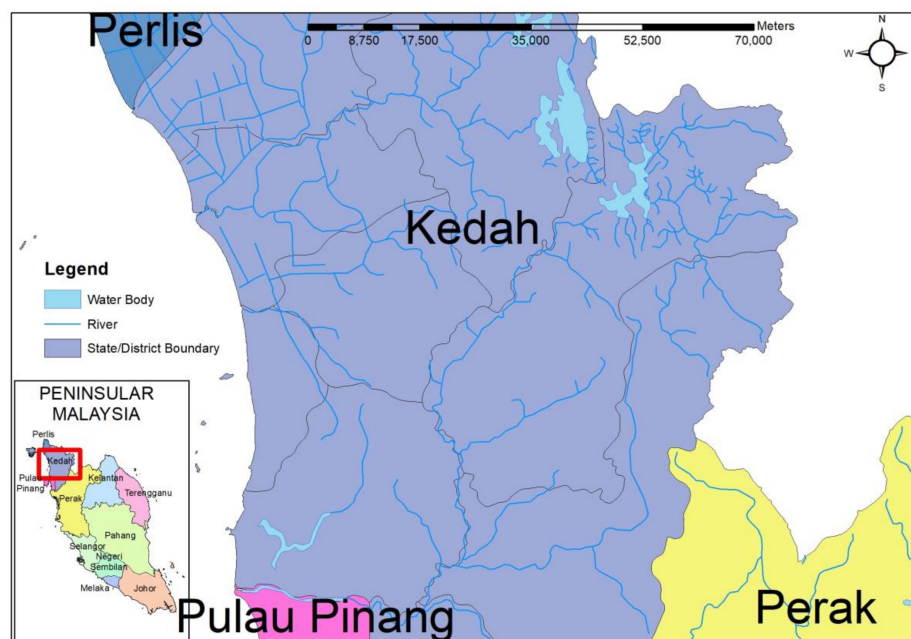 Perlis
Meters
0 8,750 17,500 35,000 52,500 70,000
N
W
S
Kedah
Legend
Water Body
River
State/District Boundary
PENINSULAR
MALAYSIA
Perlis
Kedah
Pulau
Pinang
Perak
Kelantan
Terengganu
Pahang
Selangor
Negeri
Sembilan
Melaka
Johor
Pulau Pinang
Perak